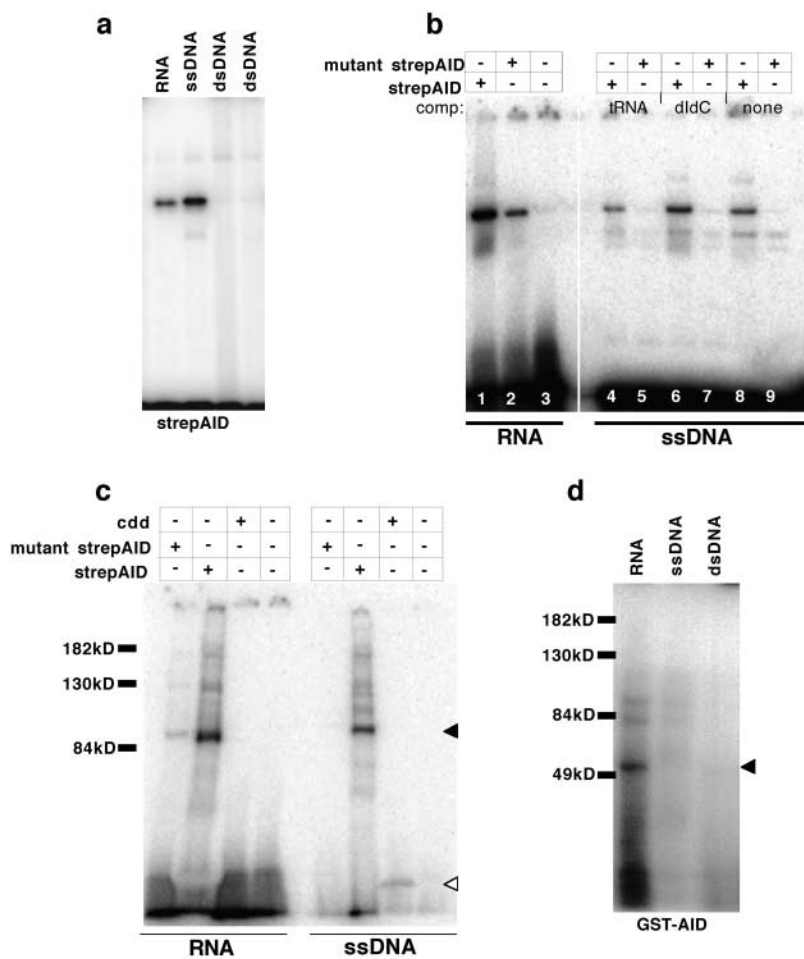 a
RNA ssDNA dsDNA dsDNA
strepAID
b
mutant strepAID - + - - + - + - +
strepAID + - - + - + - + -
comp: tRNA dIdC none
1 2 3 4 5 6 7 8 9
RNA ssDNA
c
cdd - - + - - - + -
mutant strepAID + - - - + - - -
strepAID - + - - - + - -
182kD
130kD
84kD
RNA ssDNA
d
RNA ssDNA dsDNA
182kD
130kD
84kD
49kD
GST-AID